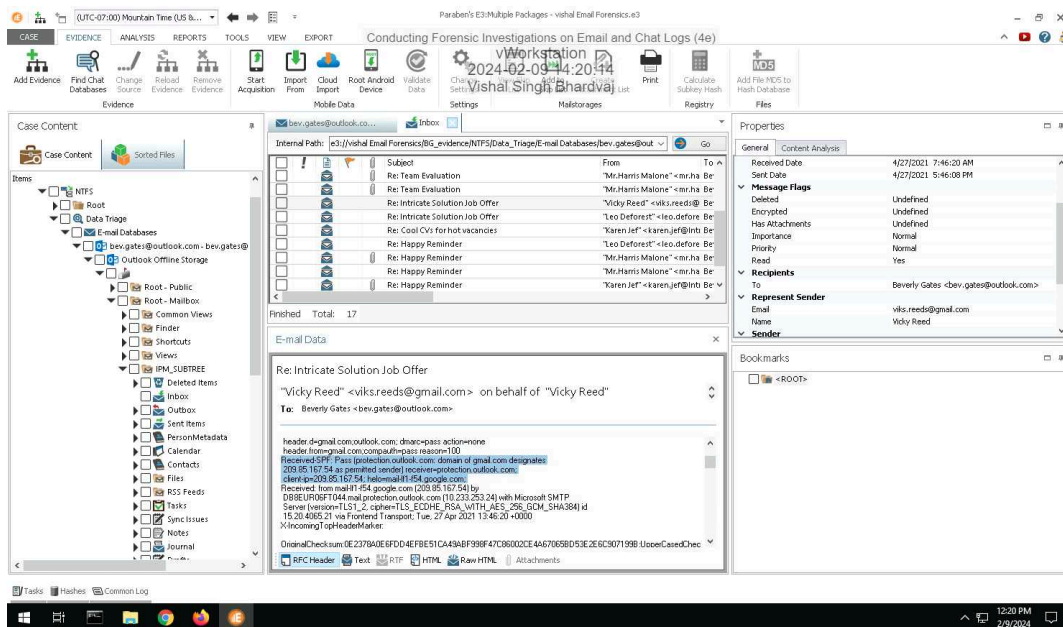 (UTC-07:00) Mountain Time (US &...
Paraben's E3:Multiple Packages - vishal Email Forensics.e3
CASE EVIDENCE ANALYSIS REPORTS TOOLS VIEW EXPORT
Conducting Forensic Investigations on Email and Chat Logs (4e)
vWorkstation
2024-02-09 14:20:14
Vishal Singh Bhandvaj
Add Evidence
Find Chat Databases
Change Source
Reload Evidence
Remove Evidence
Start Acquisition
Import From
Cloud Import
Root Android Device
Validate Data
Print
Calculate Subkey Hash
MD5
Add File MD5 to Hash Database
Evidence Mobile Data Settings Mailstorages Registry Files
Case Content
Case Content Sorted Files
Items
NTFS
Root
Data Triage
E-mail Databases
bev.gates@outlook.com - bev.gates@
Outlook Offline Storage
Root - Public
Root - Mailbox
Common Views
Finder
Shortcuts
Views
IPM_SUBTREE
Deleted Items
Inbox
Outbox
Sent Items
PersonMetadata
Calendar
Contacts
Files
RSS Feeds
Tasks
Sync Issues
Notes
Journal
bev.gates@outlook.co... Inbox
Internal Path: e3://vishal Email Forensics/BG_evidence/NTFS/Data_Triage/E-mail Databases/bev.gates@out Go
Subject From To
Re: Team Evaluation "Mr.Harris Malone" <mr.ha Be
Re: Team Evaluation "Mr.Harris Malone" <mr.ha Be
Re: Intricate Solution Job Offer "Vicky Reed" <viks.reeds@ Be
Re: Intricate Solution Job Offer "Leo Deforest" <leo.defore Be
Re: Cool CVs for hot vacancies "Karen Jef" <karen.jef@Inti Be
Re: Happy Reminder "Leo Deforest" <leo.defore Be
Re: Happy Reminder "Mr.Harris Malone" <mr.ha Be
Re: Happy Reminder "Karen Jef" <karen.jef@Inti Be
Finished Total: 17
E-mail Data
Re: Intricate Solution Job Offer
"Vicky Reed" <viks.reeds@gmail.com> on behalf of "Vicky Reed"
To: Beverly Gates <bev.gates@outlook.com>
header.d=gmail.com;outlook.com; dmarc=pass action=none
header.from=gmail.com;compauth=pass reason=100
Received-SPF: Pass (protection.outlook.com: domain of gmail.com designates
209.85.167.54 as permitted sender) receiver=protection.outlook.com;
client-ip=209.85.167.54; helo=mail-lf1-f54.google.com;
Received: from mail-lf1-f54.google.com (209.85.167.54) by
DB8EUR06FT044.mail.protection.outlook.com (10.233.253.24) with Microsoft SMTP
Server (version=TLS1_2, cipher=TLS_ECDHE_RSA_WITH_AES_256_GCM_SHA384) id
15.20.4065.21 via Frontend Transport; Tue, 27 Apr 2021 13:46:20 +0000
X-IncomingTopHeaderMarker:
OriginalChecksum:0E2378A0E6FDD4EFBE51CA49ABF998F47C86002CE4A67065BD53E2E6C907199B:UpperCasedChec
RFC Header Text RTF HTML Raw HTML Attachments
Properties
General Content Analysis
Received Date 4/27/2021 7:46:20 AM
Sent Date 4/27/2021 5:46:08 PM
Message Flags
Deleted Undefined
Encrypted Undefined
Has Attachments Undefined
Importance Normal
Priority Normal
Read Yes
Recipients
To Beverly Gates <bev.gates@outlook.com>
Represent Sender
Email viks.reeds@gmail.com
Name Vicky Reed
Sender
Bookmarks
<ROOT>
Tasks Hashes Common Log
12:20 PM
2/9/2024